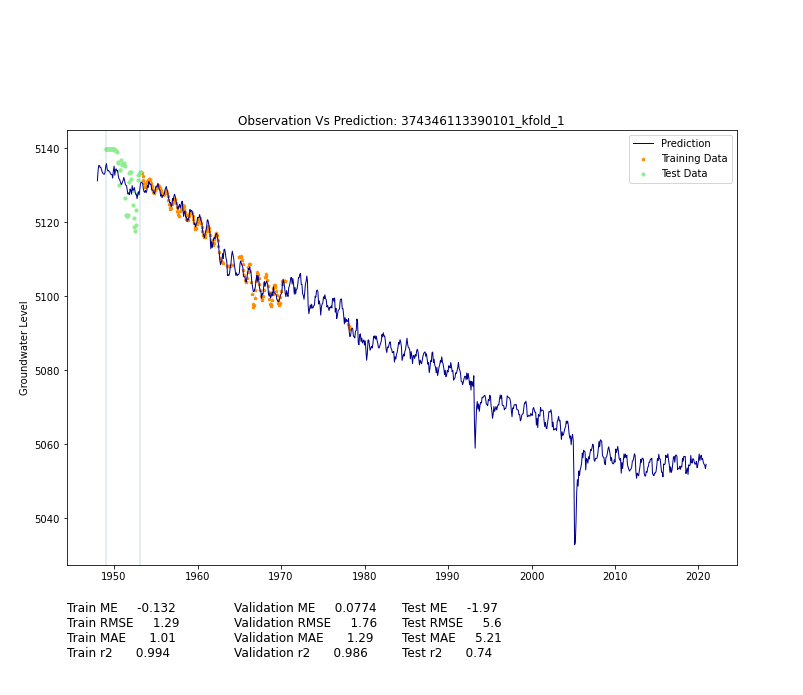 Observation Vs Prediction: 374346113390101_kfold_1
Prediction
Training Data
Test Data
5140
5120
5100
5080
5060
5040
Groundwater Level
1950 1960 1970 1980 1990 2000 2010 2020
Train ME -0.132 Validation ME 0.0774 Test ME -1.97
Train RMSE 1.29 Validation RMSE 1.76 Test RMSE 5.6
Train MAE 1.01 Validation MAE 1.29 Test MAE 5.21
Train r2 0.994 Validation r2 0.986 Test r2 0.74